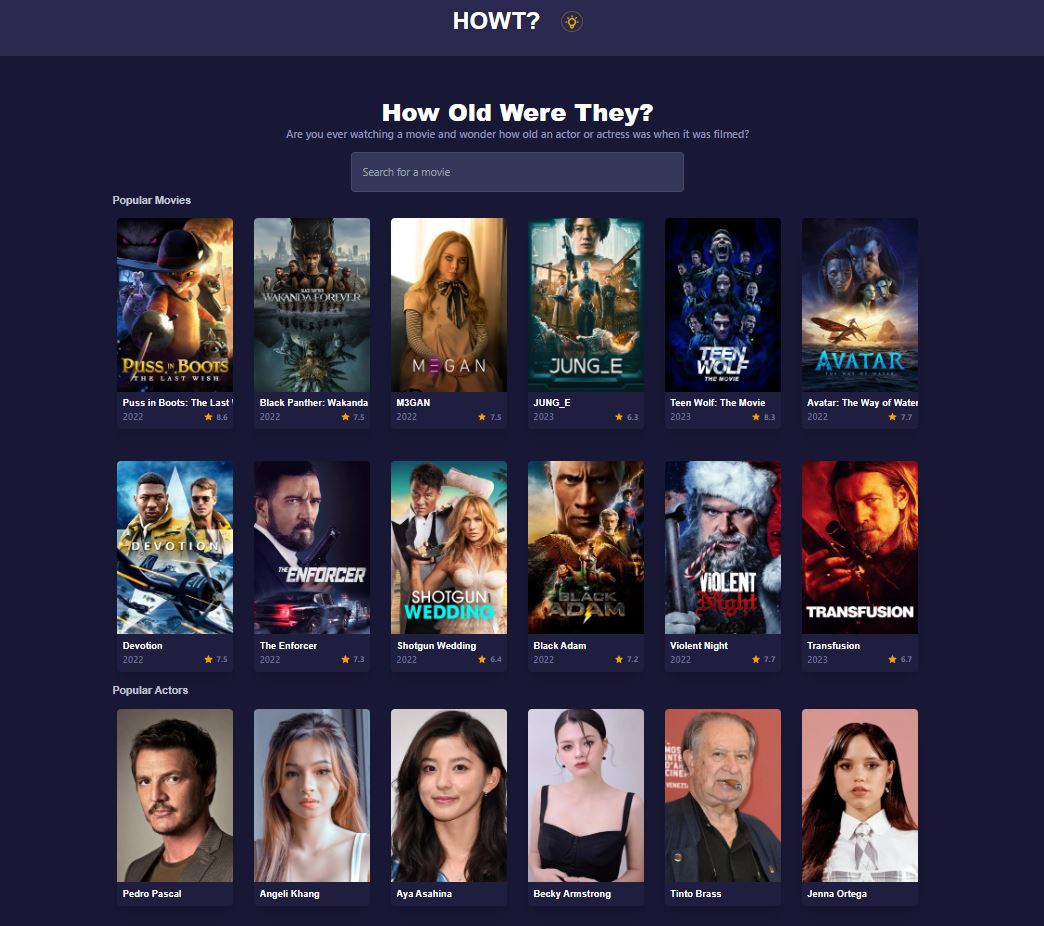 HOWT?
How Old Were They?
Are you ever watching a movie and wonder how old an actor or actress was when it was filmed?
Search for a movie
Popular Movies
PUSS IN BOOTS
THE LAST WISH
Puss in Boots: The Last
2022 8.6
BLACK PANTHER
WAKANDA FOREVER
Black Panther: Wakanda
2022 7.5
M3GAN
M3GAN
2022 7.5
JUNG_E
JUNG_E
2023 6.3
TEEN
WOLF
THE MOVIE
Teen Wolf: The Movie
2023 8.3
AVATAR
THE WAY OF WATER
Avatar: The Way of Water
2022 7.7
DEVOTION
Devotion
2022 7.5
THE ENFORCER
The Enforcer
2022 7.3
SHOTGUN
WEDDING
Shotgun Wedding
2022 6.4
BLACK
ADAM
Black Adam
2022 7.2
VIOLENT
Night
Violent Night
2022 7.7
TRANSFUSION
Transfusion
2023 6.7
Popular Actors
Pedro Pascal
Angeli Khang
Aya Asahina
Becky Armstrong
Tinto Brass
Jenna Ortega